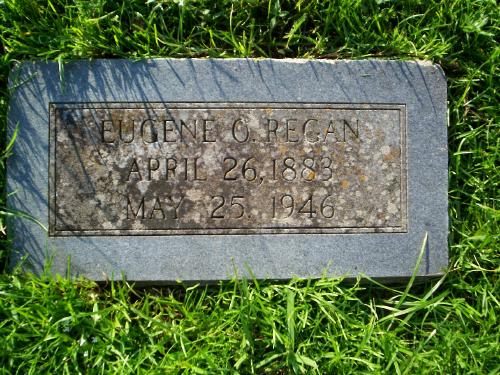 EUGENE O. REGAN
APRIL 26, 1883
MAY 25 1946